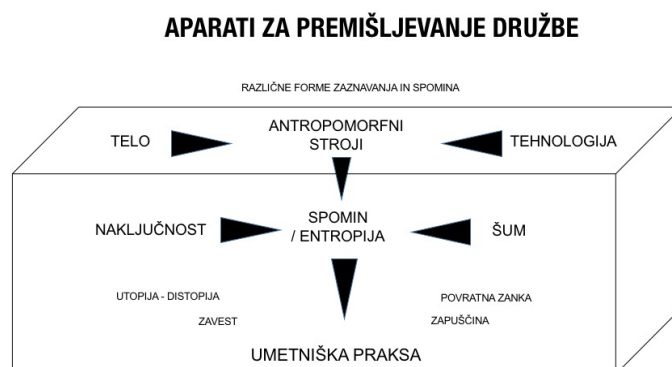 APARATI ZA PREMIŠLJEVANJE DRUŽBE
RAZLIČNE FORME ZAZNAVANJA IN SPOMINA
TELO
ANTROPOMORFNI
STROJI
TEHNOLOGIJA
NAKLJUČNOST
SPOMIN
/ ENTROPIJA
ŠUM
UTOPIJA - DISTOPIJA
POVRATNA ZANKA
ZAVEST
ZAPUŠČINA
UMETNIŠKA PRAKSA